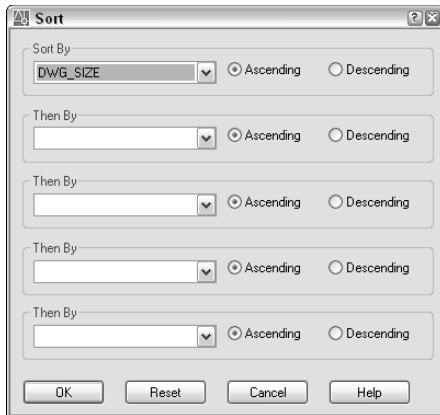 Sort
Sort By
DWG_SIZE Ascending Descending
Then By
Ascending Descending
Then By
Ascending Descending
Then By
Ascending Descending
Then By
Ascending Descending
OK Reset Cancel Help